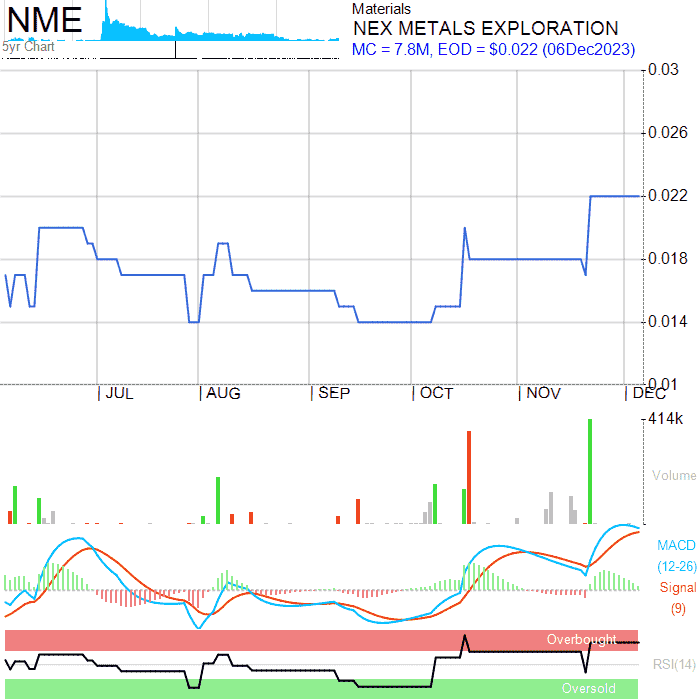 NME
5yr Chart
Materials
NEX METALS EXPLORATION
MC = 7.8M, EOD = $0.022 (06Dec2023)
0.03
0.026
0.022
0.018
0.014
0.01
JUL AUG SEP OCT NOV DEC
414k
Volume
MACD
(12-26)
Signal
(9)
Overbought
RSI(14)
Oversold